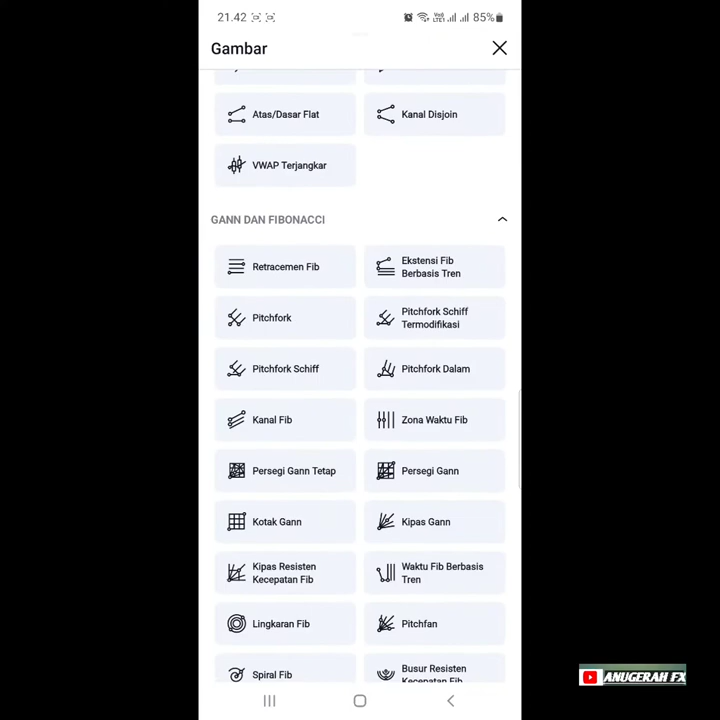 21.42
85%
Gambar
Atas/Dasar Flat
Kanal Disjoin
VWAP Terjangkar
GANN DAN FIBONACCI
Retracemen Fib
Ekstensi Fib
Berbasis Tren
Pitchfork
Pitchfork Schiff
Termodifikasi
Pitchfork Schiff
Pitchfork Dalam
Kanal Fib
Zona Waktu Fib
Persegi Gann Tetap
Persegi Gann
Kotak Gann
Kipas Gann
Kipas Resisten
Kecepatan Fib
Waktu Fib Berbasis
Tren
Lingkaran Fib
Pitchfan
Spiral Fib
Busur Resisten
Kecepatan Fib
ANUGERAH FX